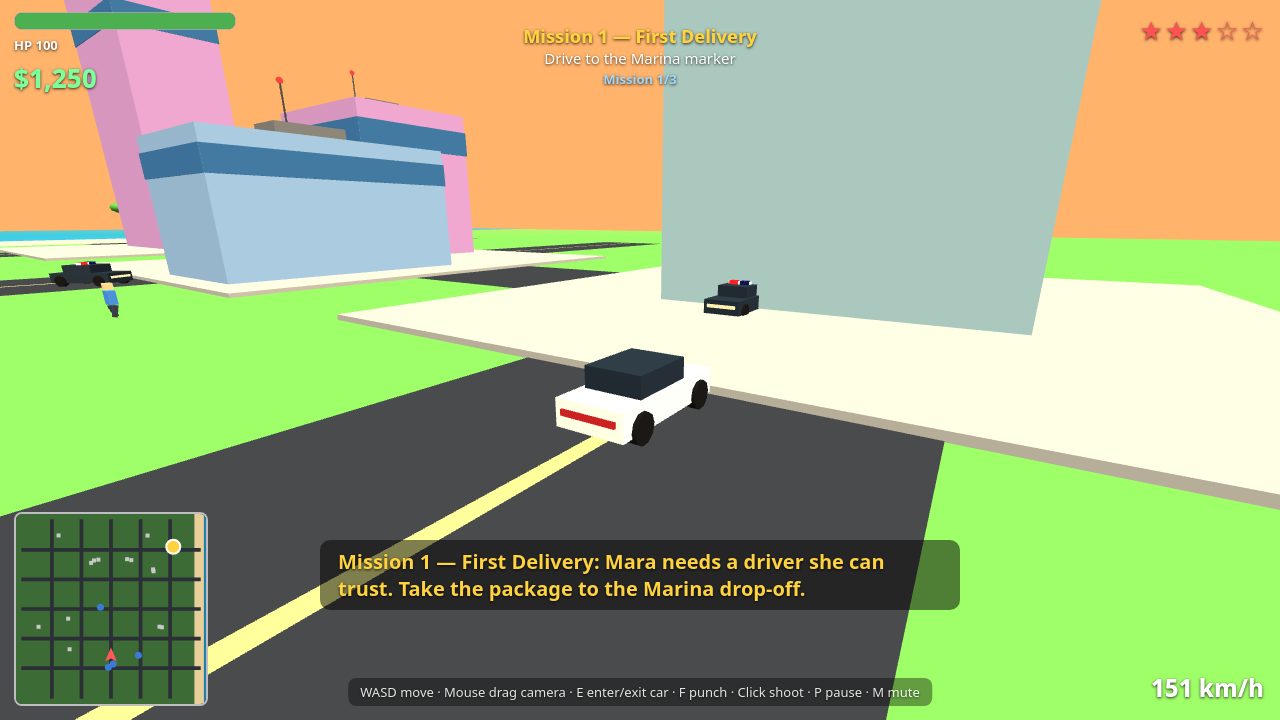 HP 100
$1,250
Mission 1 — First Delivery
Drive to the Marina marker
Mission 1/3
Mission 1 — First Delivery: Mara needs a driver she can
trust. Take the package to the Marina drop-off.
WASD move · Mouse drag camera · E enter/exit car · F punch · Click shoot · P pause · M mute
151 km/h